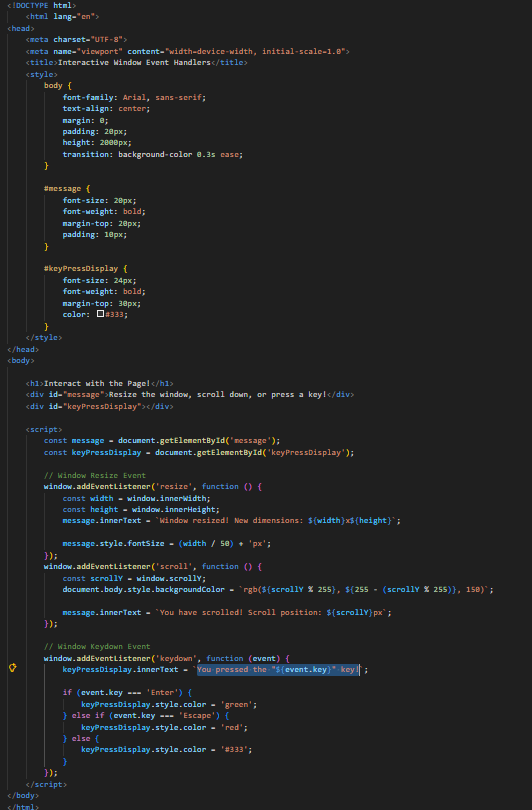 <!DOCTYPE html>
<html lang="en">
<head>
<meta charset="UTF-8">
<meta name="viewport" content="width=device-width, initial-scale=1.0">
<title>Interactive Window Event Handlers</title>
<style>
body {
font-family: Arial, sans-serif;
text-align: center;
margin: 0;
padding: 20px;
height: 2000px;
transition: background-color 0.3s ease;
}
#message {
font-size: 20px;
font-weight: bold;
margin-top: 20px;
padding: 10px;
}
#keyPressDisplay {
font-size: 24px;
font-weight: bold;
margin-top: 30px;
color: #333;
}
</style>
</head>
<body>
<h1>Interact with the Page!</h1>
<div id="message">Resize the window, scroll down, or press a key!</div>
<div id="keyPressDisplay"></div>
<script>
const message = document.getElementById('message');
const keyPressDisplay = document.getElementById('keyPressDisplay');
// Window Resize Event
window.addEventListener('resize', function () {
const width = window.innerWidth;
const height = window.innerHeight;
message.innerText = `Window resized! New dimensions: ${width}x${height}`;
message.style.fontSize = (width / 50) + 'px';
});
window.addEventListener('scroll', function () {
const scrollY = window.scrollY;
document.body.style.backgroundColor = `rgb(${scrollY % 255}, ${255 - (scrollY % 255)}, 150)`;
message.innerText = `You have scrolled! Scroll position: ${scrollY}px`;
});
// Window Keydown Event
window.addEventListener('keydown', function (event) {
keyPressDisplay.innerText = `You pressed the "${event.key}" key!`;
if (event.key === 'Enter') {
keyPressDisplay.style.color = 'green';
} else if (event.key === 'Escape') {
keyPressDisplay.style.color = 'red';
} else {
keyPressDisplay.style.color = '#333';
}
});
</script>
</body>
</html>